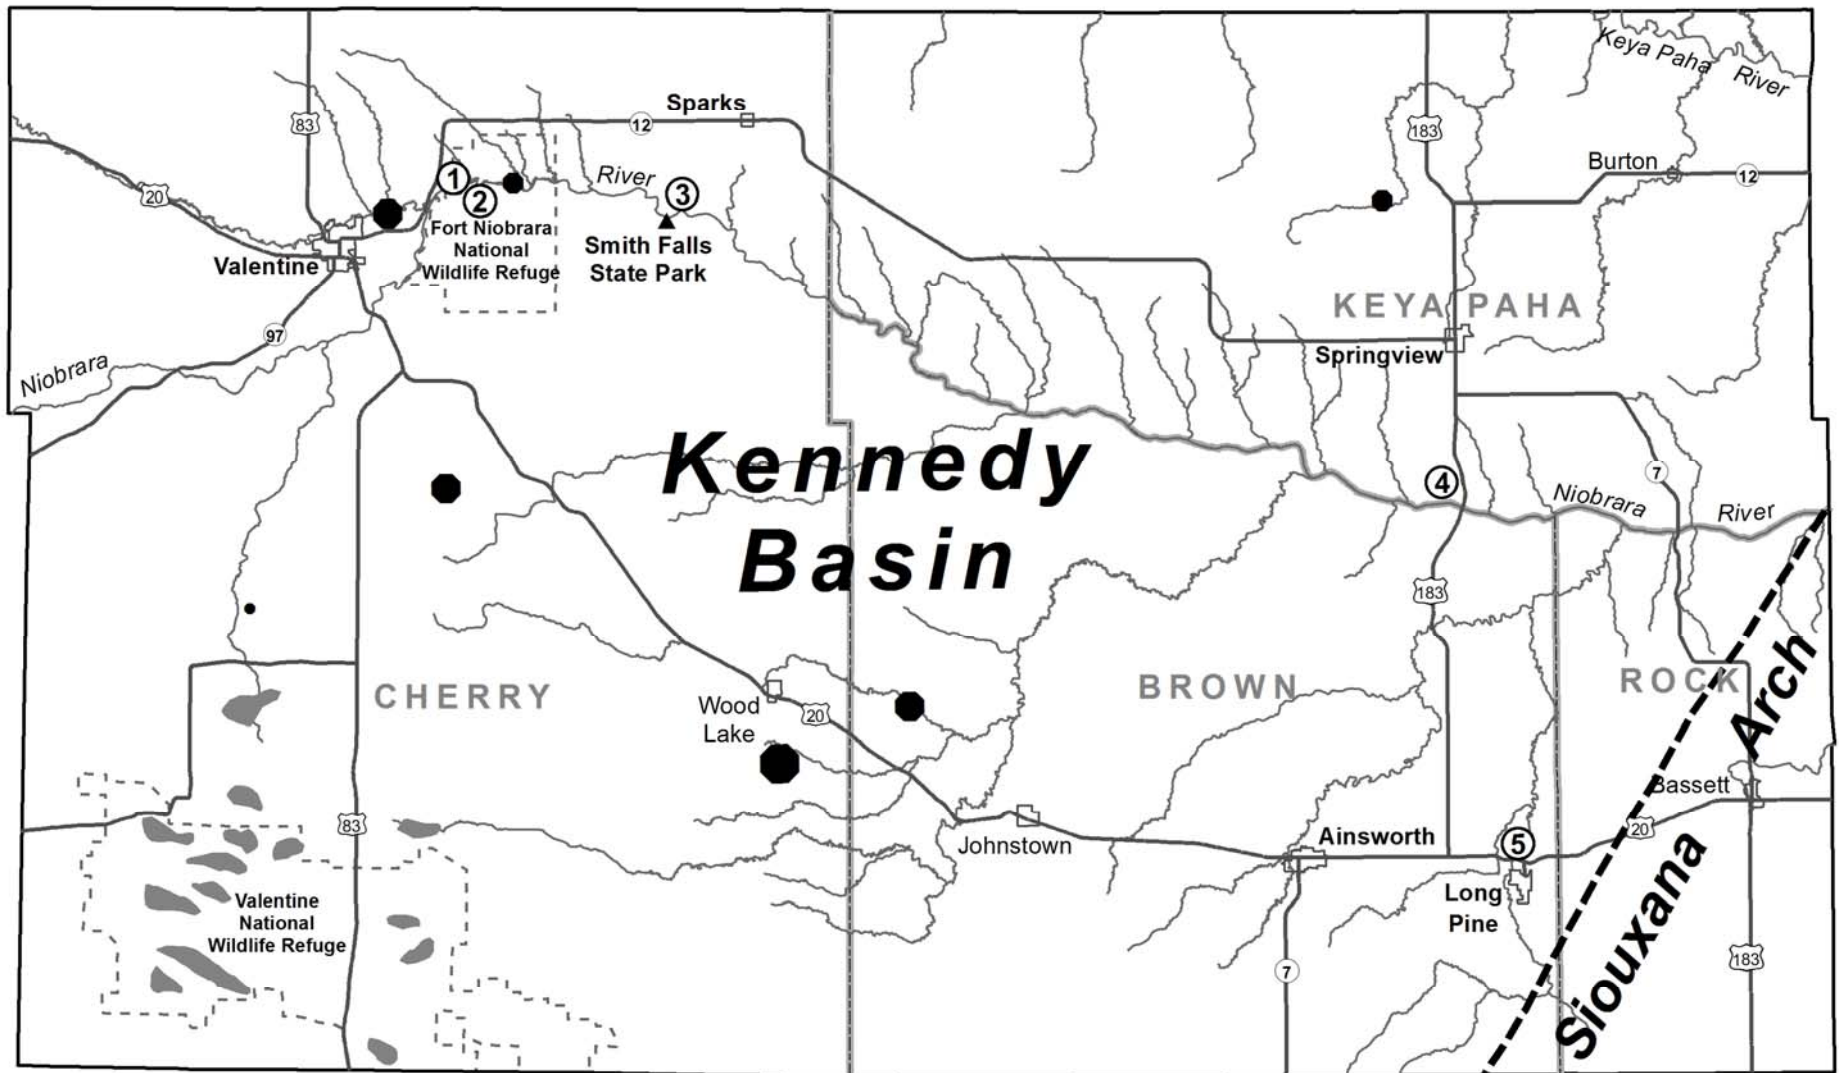 Keya Paha River
Sparks
83
12
183
Burton
12
20
1
River
3
2
Fort Niobrara
National
Wildlife Refuge
Smith Falls
State Park
Valentine
97
KEYA PAHA
Springview
Niobrara
Kennedy
Basin
7
4
Niobrara River
183
CHERRY
BROWN
ROCK
Wood
Lake
20
Siouxana Arch
Bassett
83
Johnstown
Ainsworth
5
20
Long
Pine
Valentine
National
Wildlife Refuge
7
183